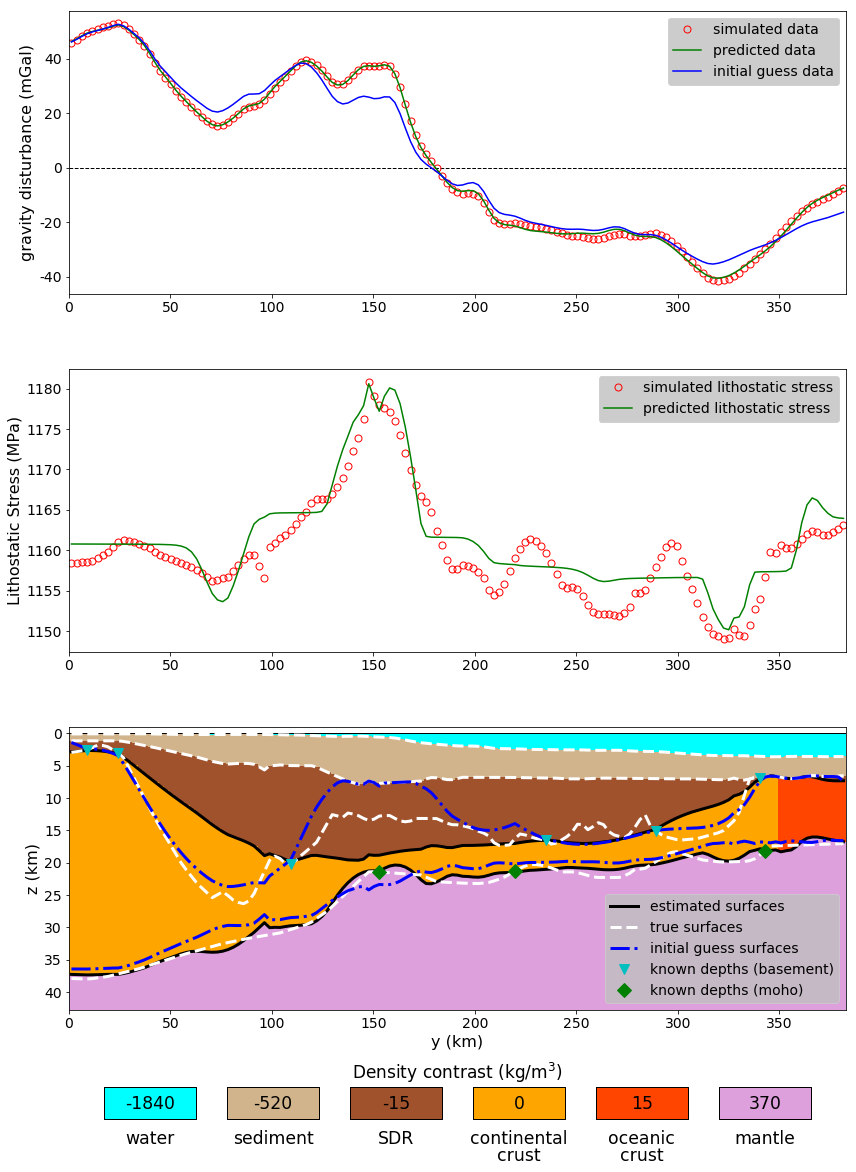 gravity disturbance (mGal)
40
20
0
-20
-40
simulated data
predicted data
initial guess data
0 50 100 150 200 250 300 350
Lithostatic Stress (MPa)
1180
1175
1170
1165
1160
1155
1150
simulated lithostatic stress
predicted lithostatic stress
0 50 100 150 200 250 300 350
z (km)
0
5
10
15
20
25
30
35
40
estimated surfaces
true surfaces
initial guess surfaces
known depths (basement)
known depths (moho)
0 50 100 150 200 250 300 350
y (km)
Density contrast (kg/m³)
-1840 -520 -15 0 15 370
water sediment SDR continental oceanic mantle
crust crust